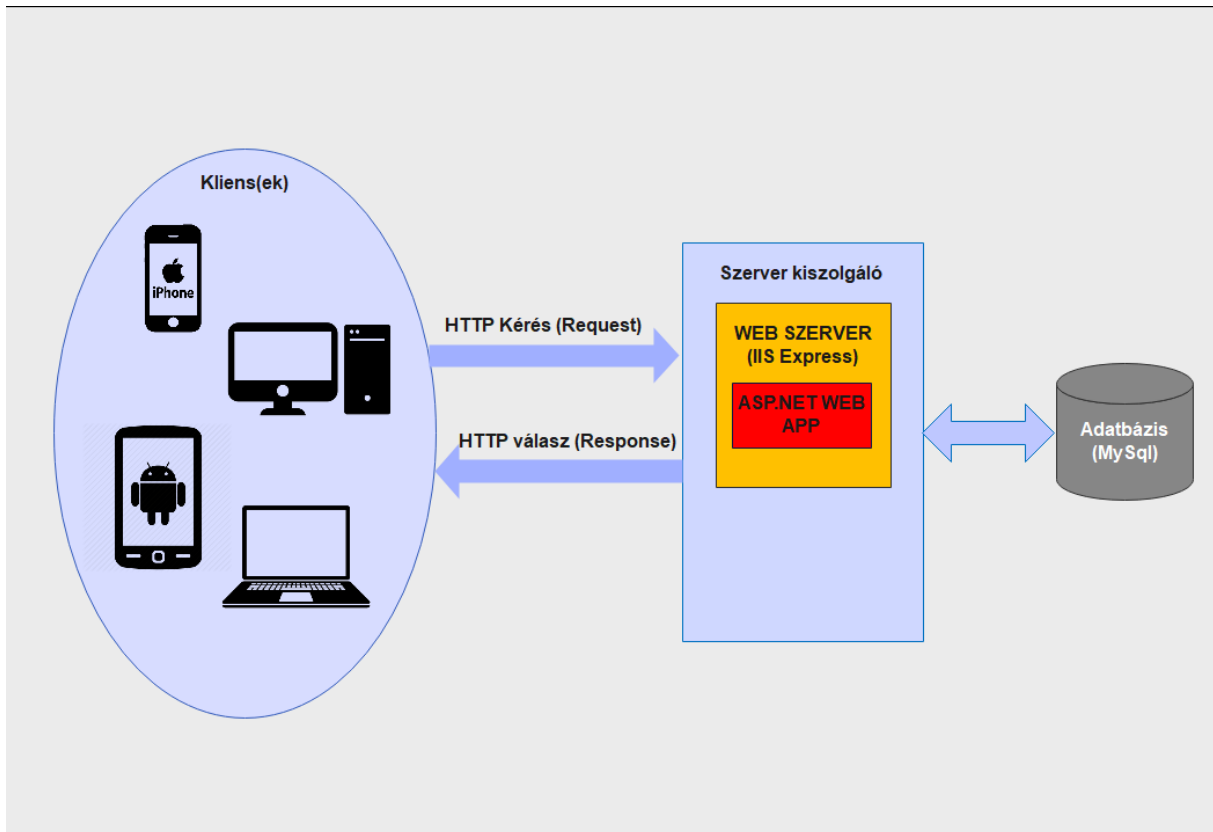 Kliens(ek)
iPhone
HTTP Kérés (Request)
HTTP válasz (Response)
Szerver kiszolgáló
WEB SZERVER
(IIS Express)
ASP.NET WEB
APP
Adatbázis
(MySql)